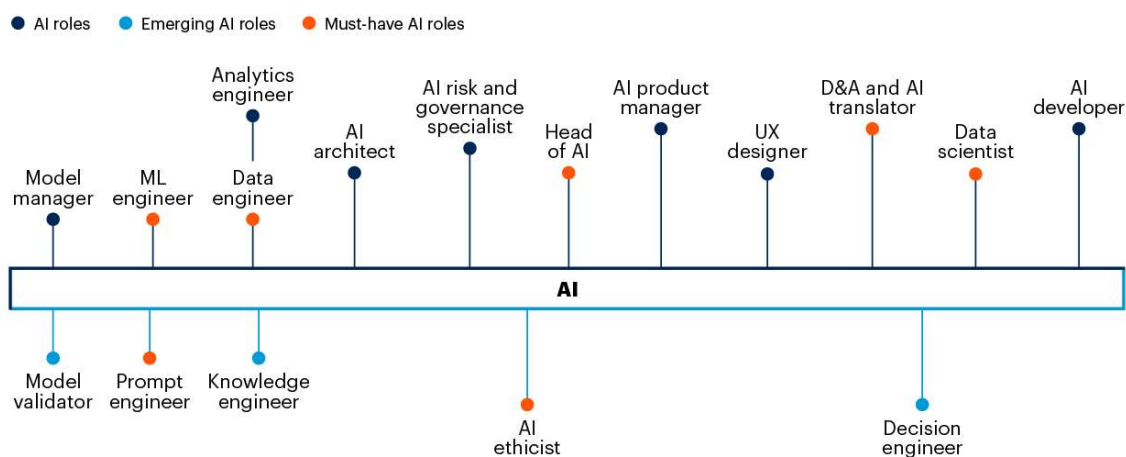 AI roles
Emerging AI roles
Must-have AI roles
Analytics
engineer
AI risk and
governance
specialist
AI product
manager
D&A and AI
translator
AI
developer
AI
architect
Head
of AI
UX
designer
Data
scientist
Model
manager
ML
engineer
Data
engineer
AI
Model
validator
Prompt
engineer
Knowledge
engineer
AI
ethicist
Decision
engineer